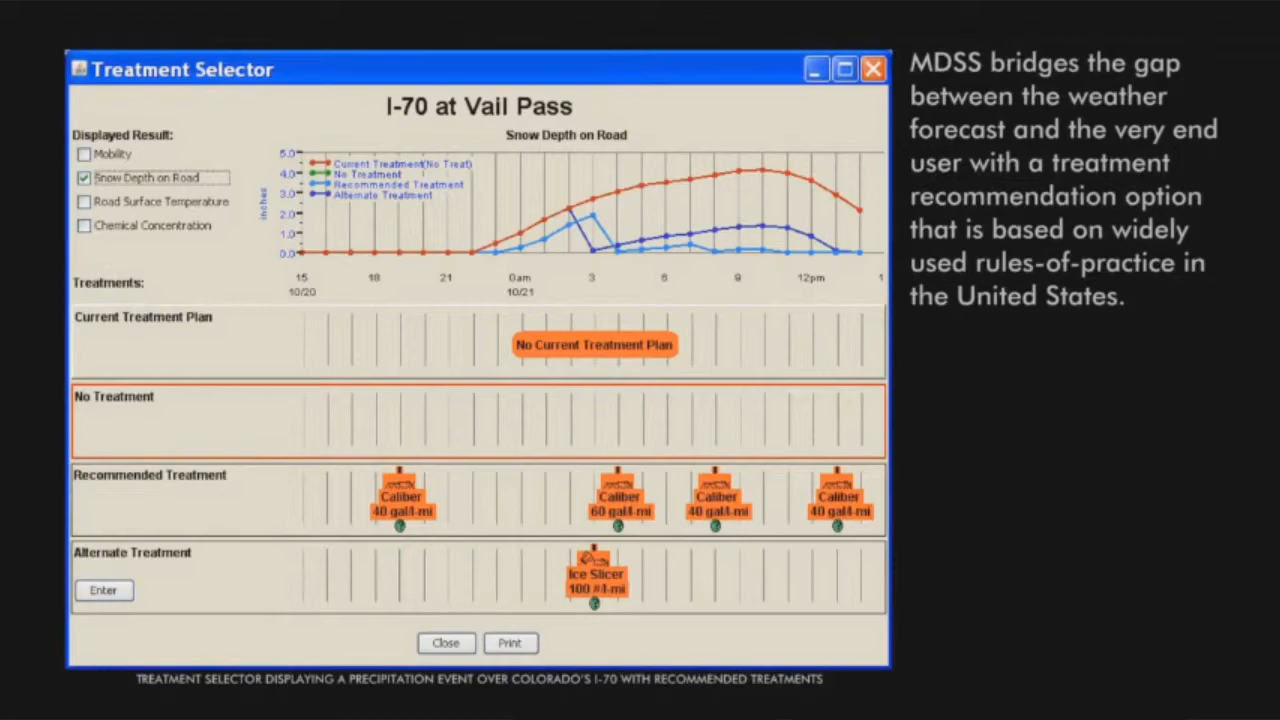 Treatment Selector
I-70 at Vail Pass
Displayed Result:
Mobility
Snow Depth on Road
Road Surface Temperature
Chemical Concentration
Snow Depth on Road
inches
5.0
4.0
3.0
2.0
1.0
0.0
Current Treatment(No Treat)
No Treatment
Recommended Treatment
Alternate Treatment
15 18 21 0am 3 6 9 12pm 1
10/20 10/21
Treatments:
Current Treatment Plan
No Current Treatment Plan
No Treatment
Recommended Treatment
Caliber Caliber Caliber Caliber
40 gal/l-mi 60 gal/l-mi 40 gal/l-mi 40 gal/l-mi
Alternate Treatment
Enter
Ice Slicer
100 #/l-mi
Close Print
TREATMENT SELECTOR DISPLAYING A PRECIPITATION EVENT OVER COLORADO'S I-70 WITH RECOMMENDED TREATMENTS
MDSS bridges the gap
between the weather
forecast and the very end
user with a treatment
recommendation option
that is based on widely
used rules-of-practice in
the United States.